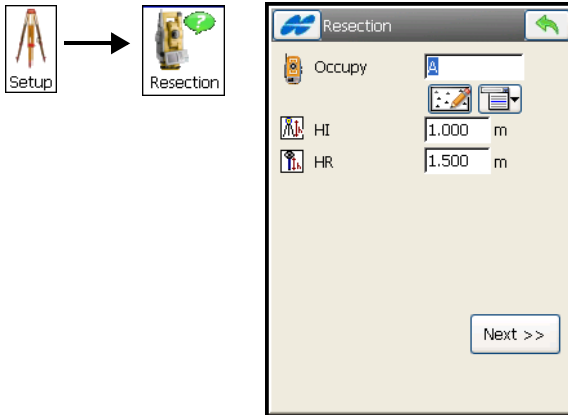 Setup
Resection
Resection
Occupy A
HI 1.000 m
HR 1.500 m
Next >>